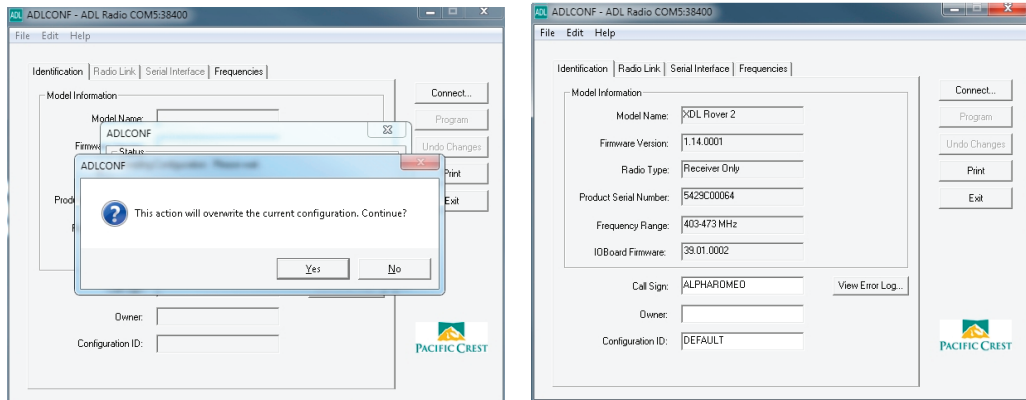 ADLCONF - ADL Radio COM5:38400
File Edit Help
Identification Radio Link Serial Interface Frequencies
Model Information
Model Name:
Connect...
Program
Undo Changes
Print
Exit
ADLCONF
Status
ADLCONF
This action will overwrite the current configuration. Continue?
Yes No
Owner:
Configuration ID:
PACIFIC CREST
ADLCONF - ADL Radio COM5:38400
File Edit Help
Identification Radio Link Serial Interface Frequencies
Model Information
Model Name: XDL Rover 2
Firmware Version: 1.14.0001
Radio Type: Receiver Only
Product Serial Number: 5429C00064
Frequency Range: 403-473 MHz
IOBoard Firmware: 39.01.0002
Call Sign: ALPHAROMEO
View Error Log...
Owner:
Configuration ID: DEFAULT
Connect...
Program
Undo Changes
Print
Exit
PACIFIC CREST